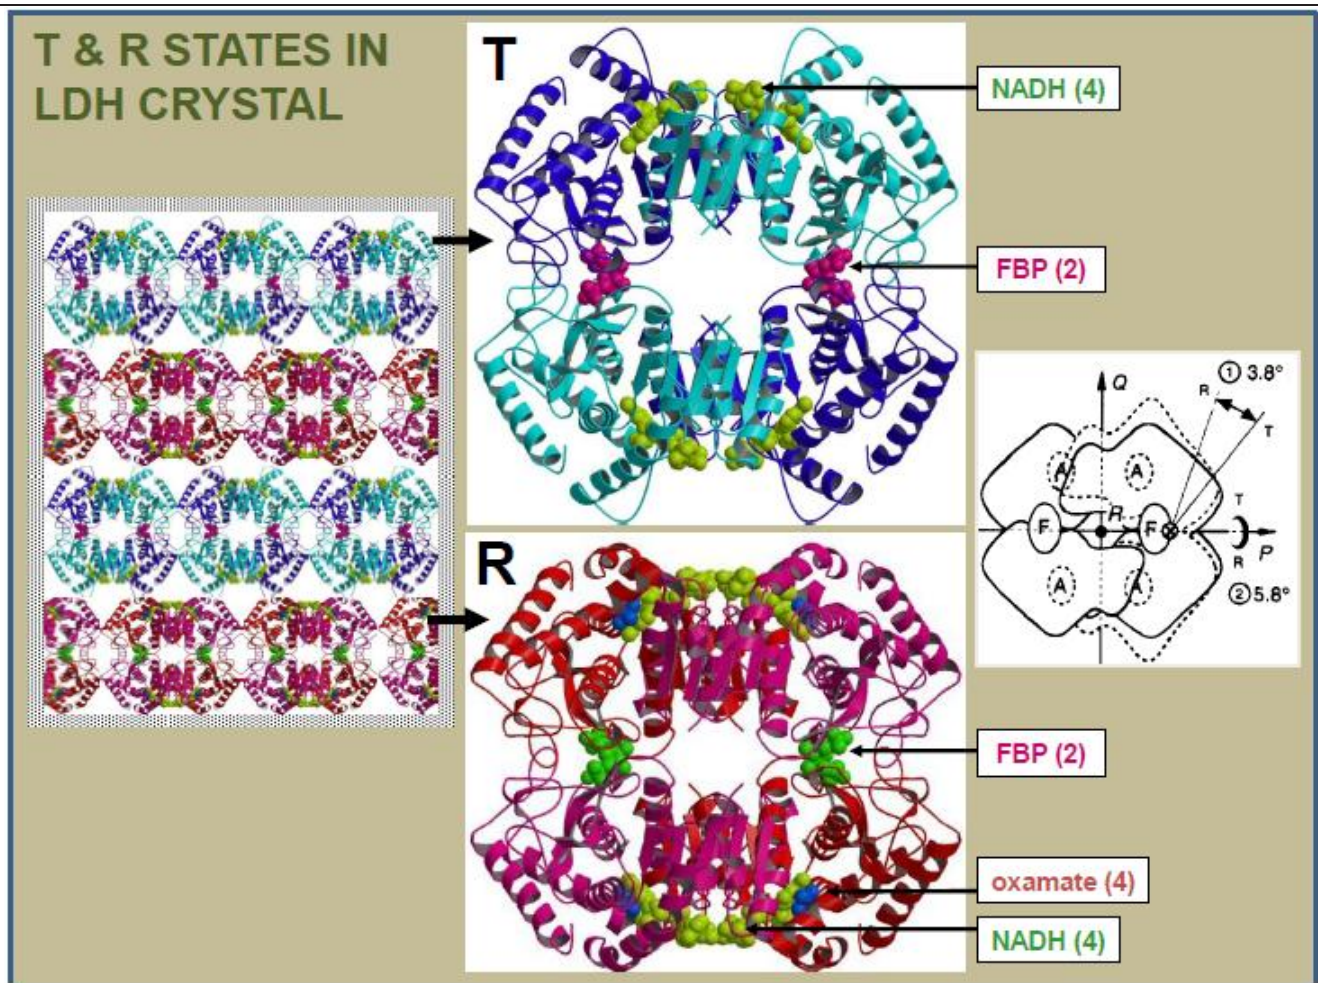 T & R STATES IN
LDH CRYSTAL
T
NADH (4)
FBP (2)
Q
① 3.8°
R
T
A
A
F
R
F
T
P
R
A
A
② 5.8°
R
FBP (2)
oxamate (4)
NADH (4)